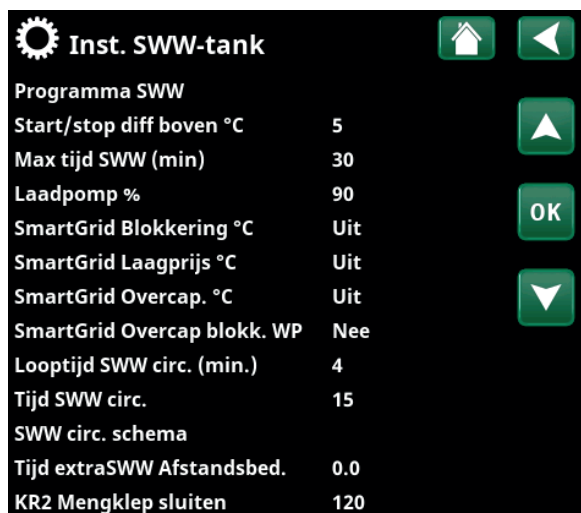 Inst. SWW-tank
Programma SWW
Start/stop diff boven °C 5
Max tijd SWW (min) 30
Laadpomp % 90
SmartGrid Blokkering °C Uit
SmartGrid Laagprijs °C Uit
SmartGrid Overcap. °C Uit
SmartGrid Overcap blokk. WP Nee
Looptijd SWW circ. (min.) 4
Tijd SWW circ. 15
SWW circ. schema
Tijd extraSWW Afstandsbed. 0.0
KR2 Mengklep sluiten 120
OK